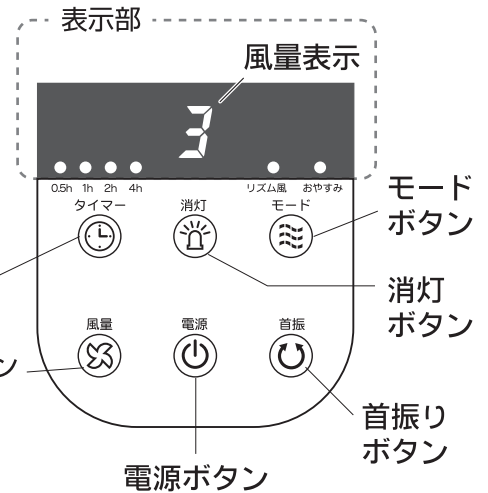 表示部
風量表示
3
0.5h 1h 2h 4h リズム風 おやすみ
タイマー 消灯 モード
モード
ボタン
消灯
ボタン
風量 電源 首振
ン
首振り
ボタン
電源ボタン